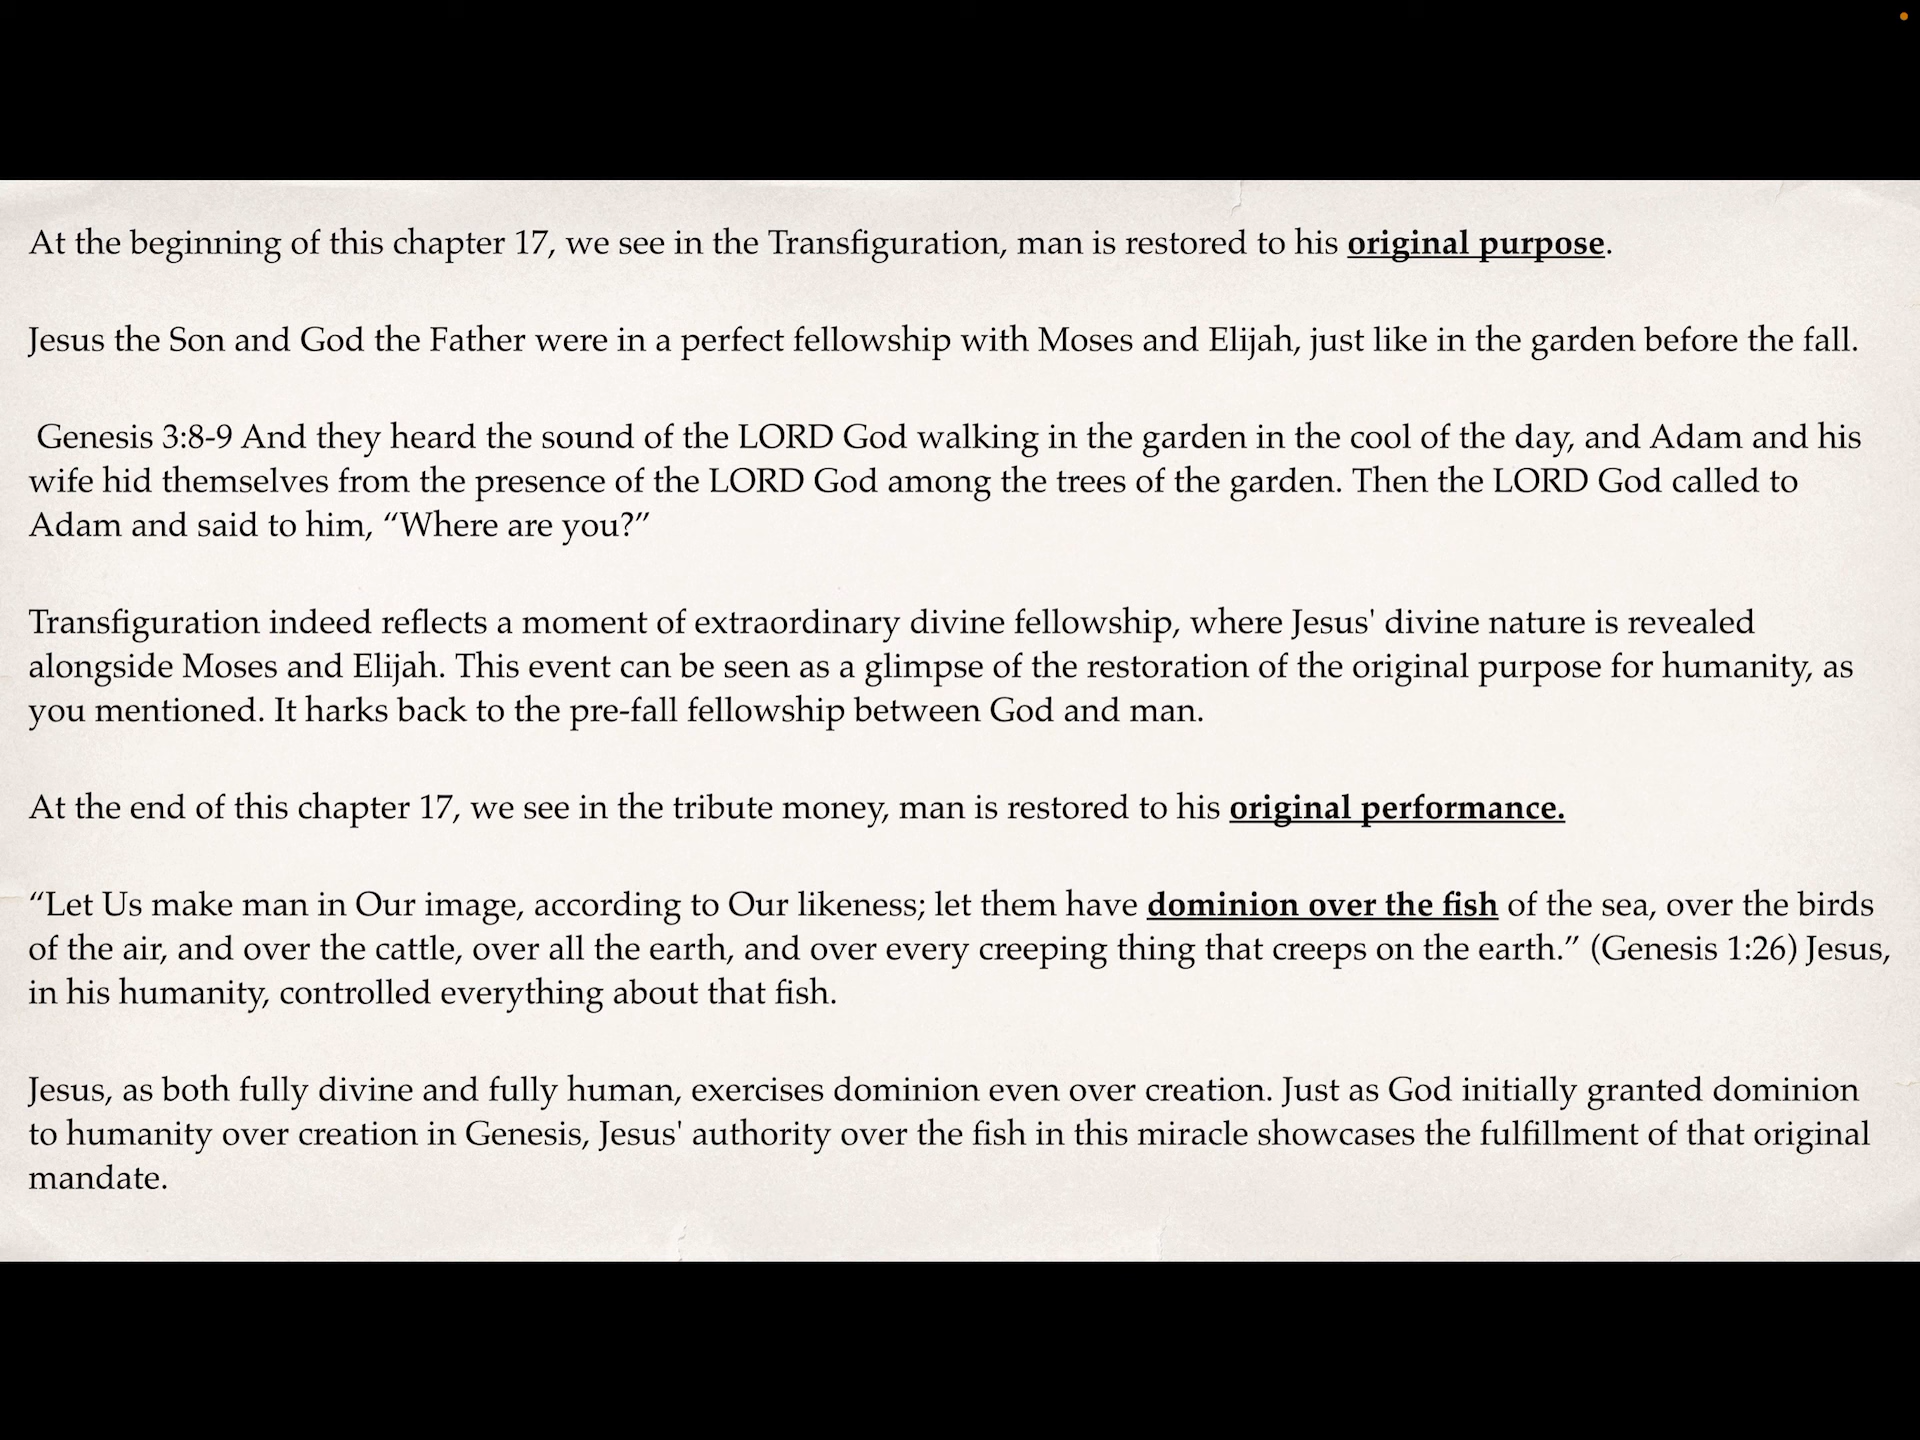 At the beginning of this chapter 17, we see in the Transfiguration, man is restored to his original purpose.
Jesus the Son and God the Father were in a perfect fellowship with Moses and Elijah, just like in the garden before the fall.
Genesis 3:8-9 And they heard the sound of the LORD God walking in the garden in the cool of the day, and Adam and his
wife hid themselves from the presence of the LORD God among the trees of the garden. Then the LORD God called to
Adam and said to him, “Where are you?”
Transfiguration indeed reflects a moment of extraordinary divine fellowship, where Jesus' divine nature is revealed
alongside Moses and Elijah. This event can be seen as a glimpse of the restoration of the original purpose for humanity, as
you mentioned. It harks back to the pre-fall fellowship between God and man.
At the end of this chapter 17, we see in the tribute money, man is restored to his original performance.
“Let Us make man in Our image, according to Our likeness; let them have dominion over the fish of the sea, over the birds
of the air, and over the cattle, over all the earth, and over every creeping thing that creeps on the earth.” (Genesis 1:26) Jesus,
in his humanity, controlled everything about that fish.
Jesus, as both fully divine and fully human, exercises dominion even over creation. Just as God initially granted dominion
to humanity over creation in Genesis, Jesus' authority over the fish in this miracle showcases the fulfillment of that original
mandate.